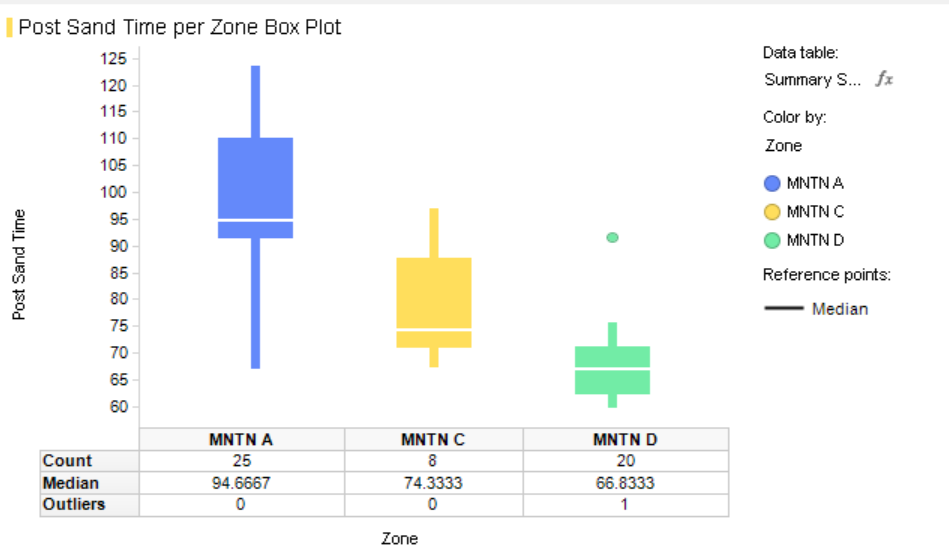 Post Sand Time per Zone Box Plot
125
120
115
110
105
100
95
90
85
80
75
70
65
60
Post Sand Time
MNTN A MNTN C MNTN D
Count 25 8 20
Median 94.6667 74.3333 66.8333
Outliers 0 0 1
Zone
Data table:
Summary S... fx
Color by:
Zone
MNTN A
MNTN C
MNTN D
Reference points:
Median